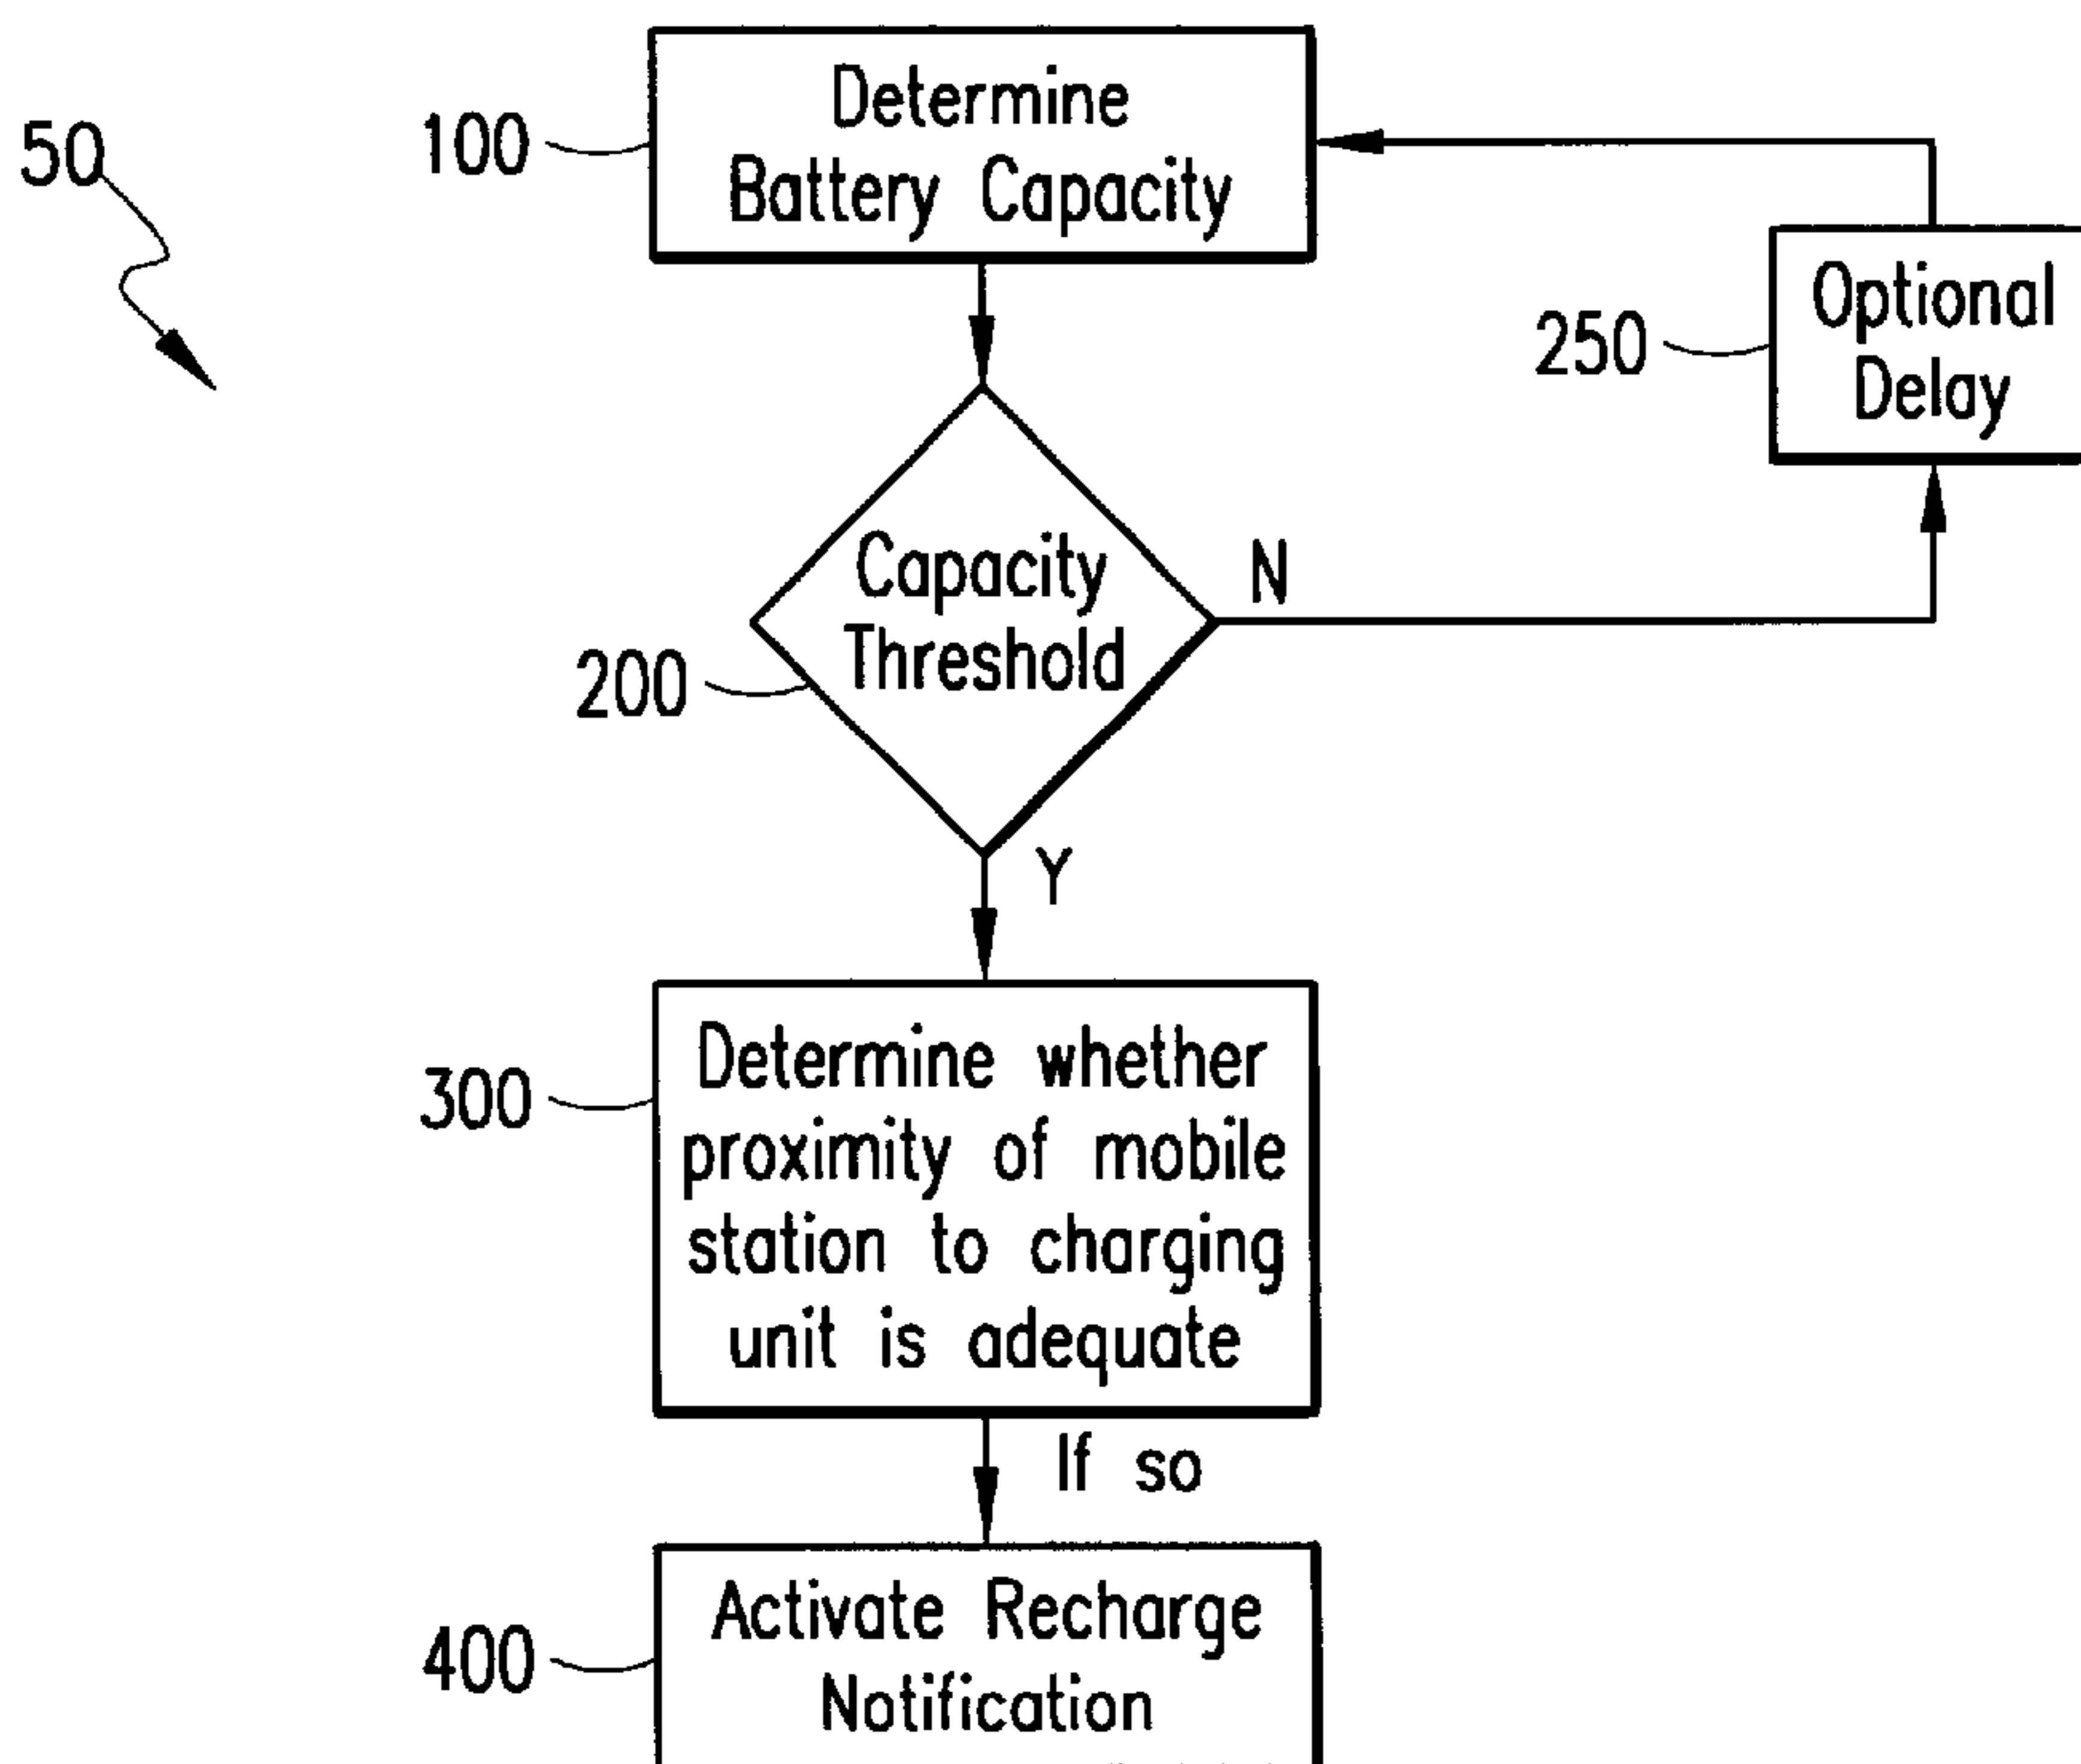 50
100
Determine
Battery Capacity
250
Optional
Delay
Capacity
Threshold
N
200
Y
300
Determine whether
proximity of mobile
station to charging
unit is adequate
If so
400
Activate Recharge
Notification